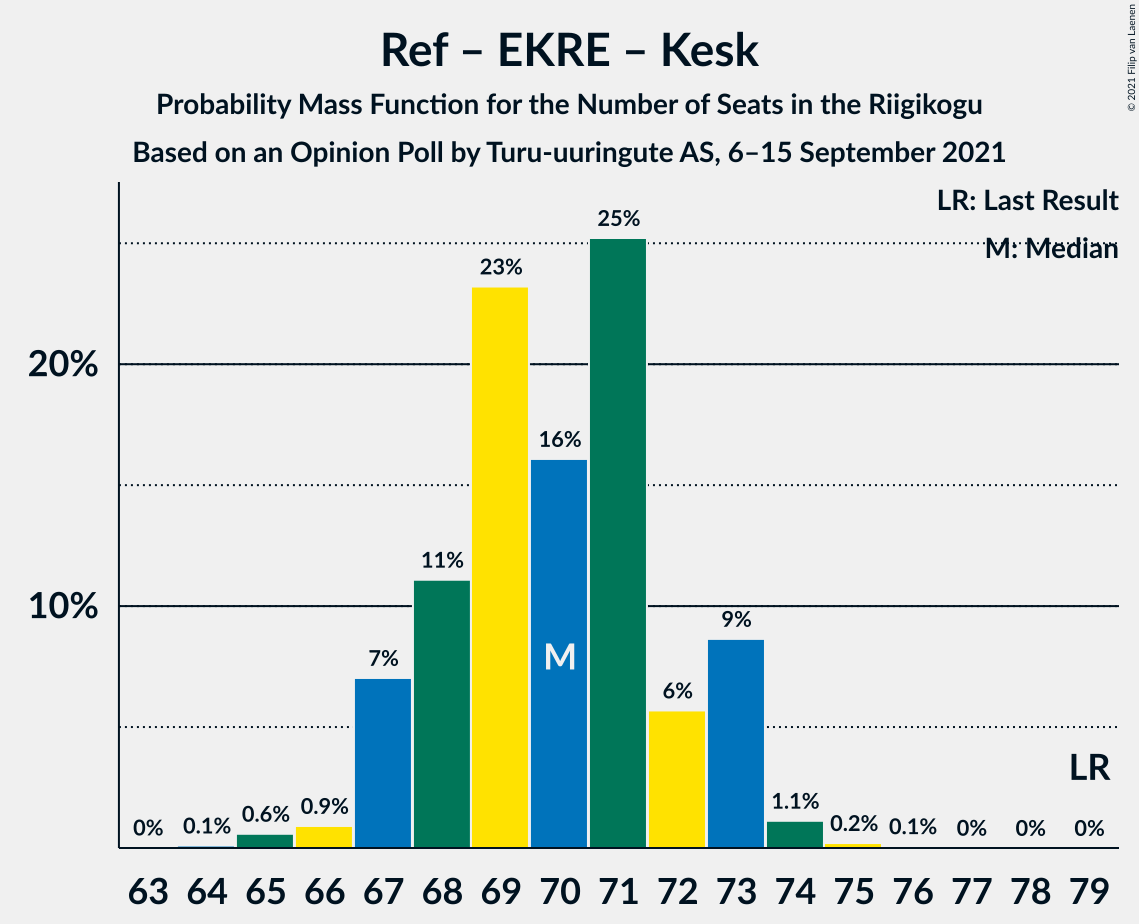 Ref – EKRE – Kesk
Probability Mass Function for the Number of Seats in the Riigikogu
Based on an Opinion Poll by Turu-uuringute AS, 6–15 September 2021
© 2021 Filip van Laenen
LR: Last Result
M: Median
25%
23%
20%
16%
11%
10%
9%
7%
M
6%
LR
0% 0.1% 0.6% 0.9% 1.1% 0.2% 0.1% 0% 0% 0%
63 64 65 66 67 68 69 70 71 72 73 74 75 76 77 78 79